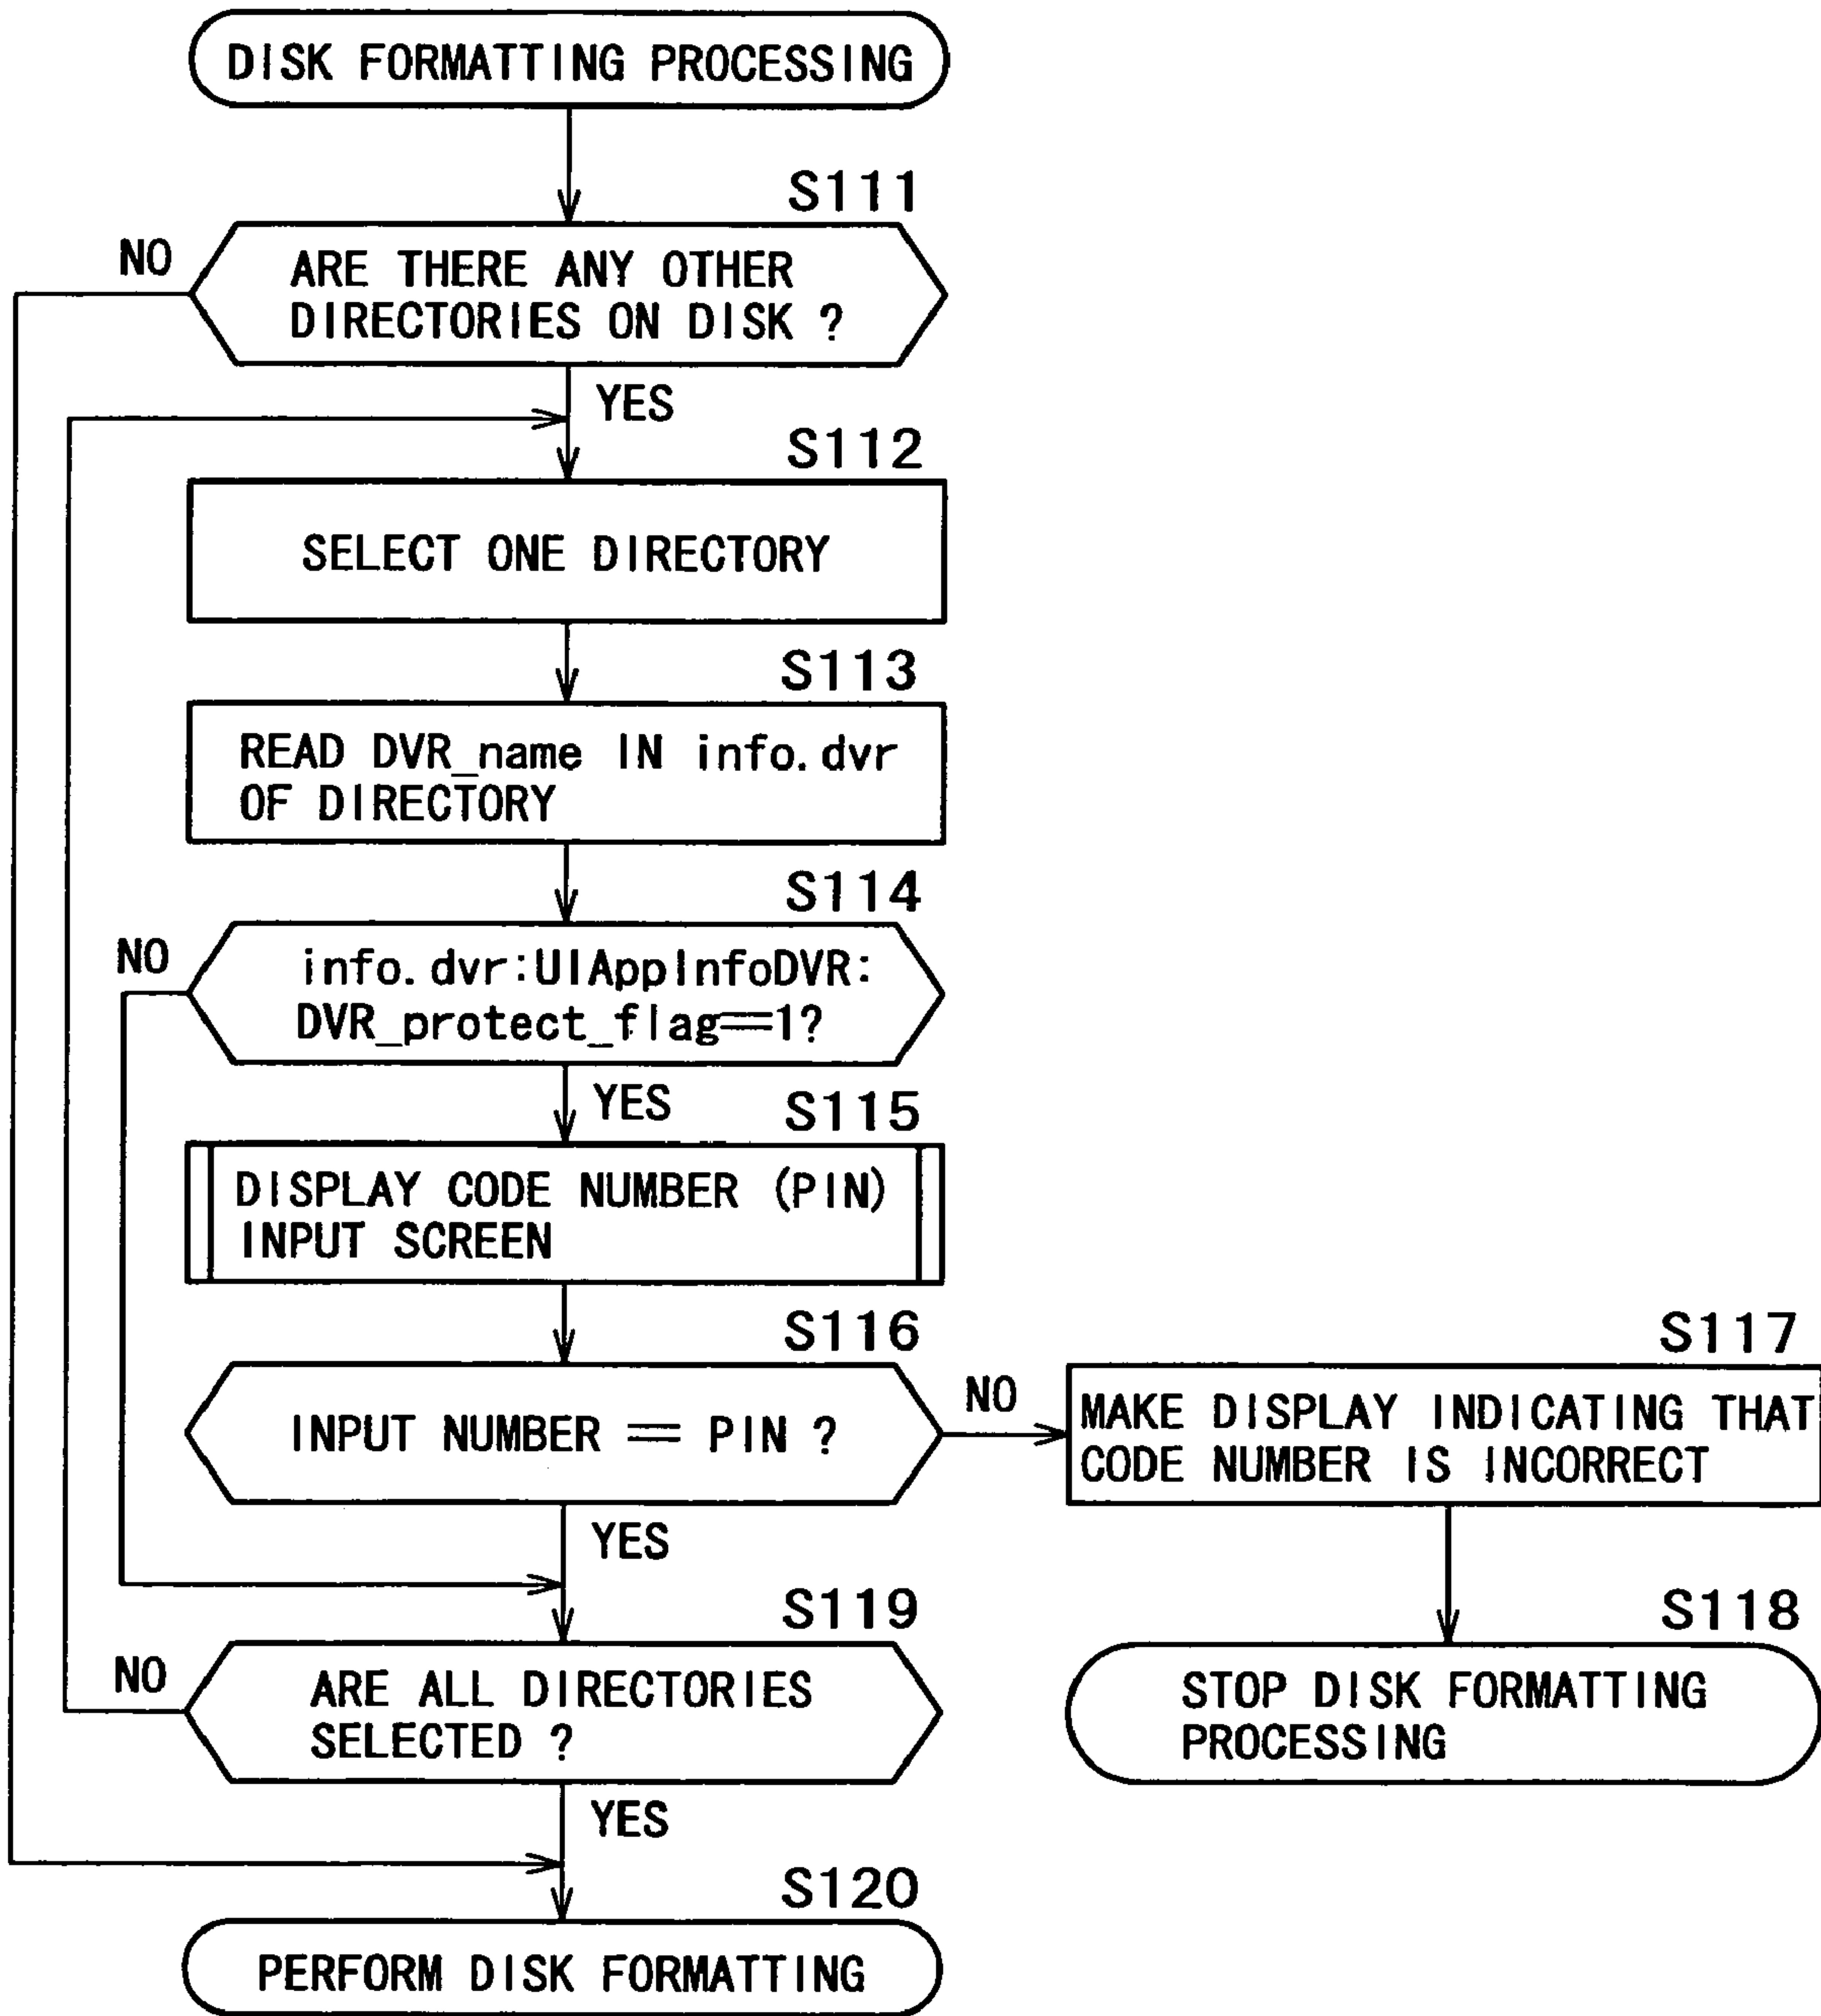 DISK FORMATTING PROCESSING
S111
NO
ARE THERE ANY OTHER
DIRECTORIES ON DISK ?
YES
S112
SELECT ONE DIRECTORY
S113
READ DVR_name IN info.dvr
OF DIRECTORY
S114
NO
info.dvr:UIAppInfoDVR:
DVR_protect_flag==1?
YES
S115
DISPLAY CODE NUMBER (PIN)
INPUT SCREEN
S116
INPUT NUMBER == PIN ?
NO
S117
MAKE DISPLAY INDICATING THAT
CODE NUMBER IS INCORRECT
YES
S118
STOP DISK FORMATTING
PROCESSING
S119
NO
ARE ALL DIRECTORIES
SELECTED ?
YES
S120
PERFORM DISK FORMATTING